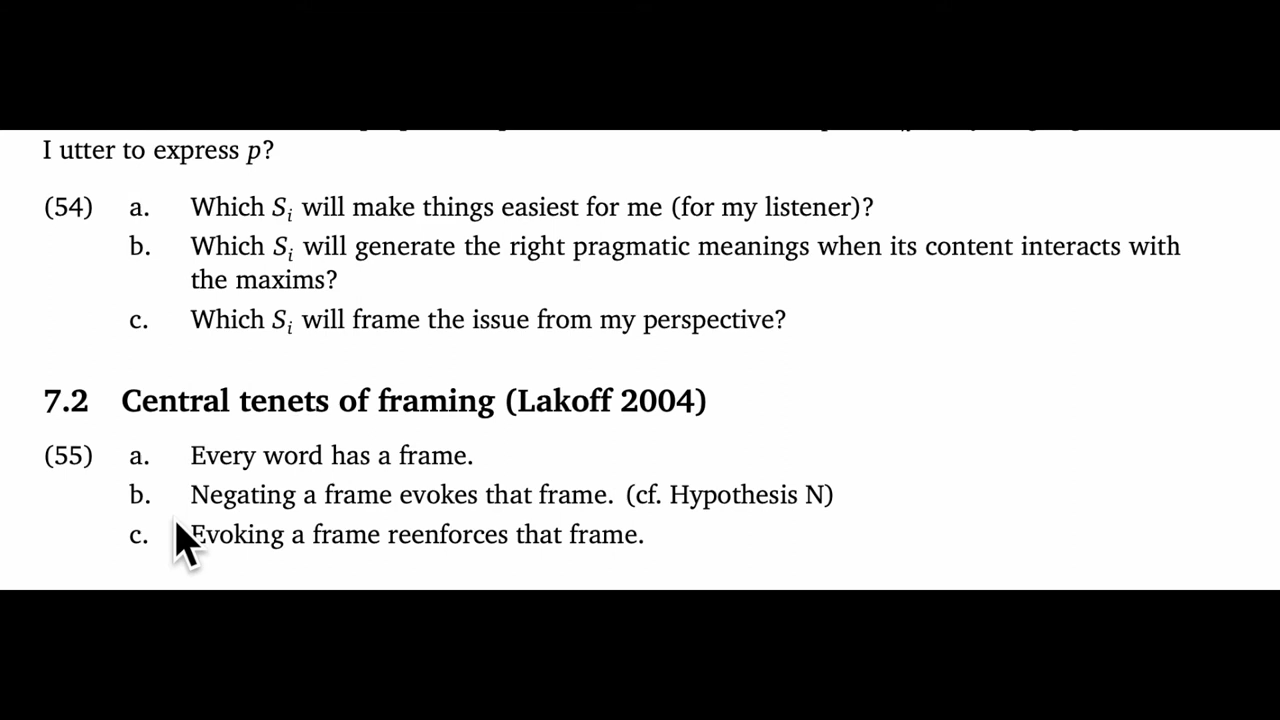 I utter to express p?
(54) a. Which Si will make things easiest for me (for my listener)?
b. Which Si will generate the right pragmatic meanings when its content interacts with
the maxims?
c. Which Si will frame the issue from my perspective?
7.2 Central tenets of framing (Lakoff 2004)
(55) a. Every word has a frame.
b. Negating a frame evokes that frame. (cf. Hypothesis N)
c. Evoking a frame reenforces that frame.